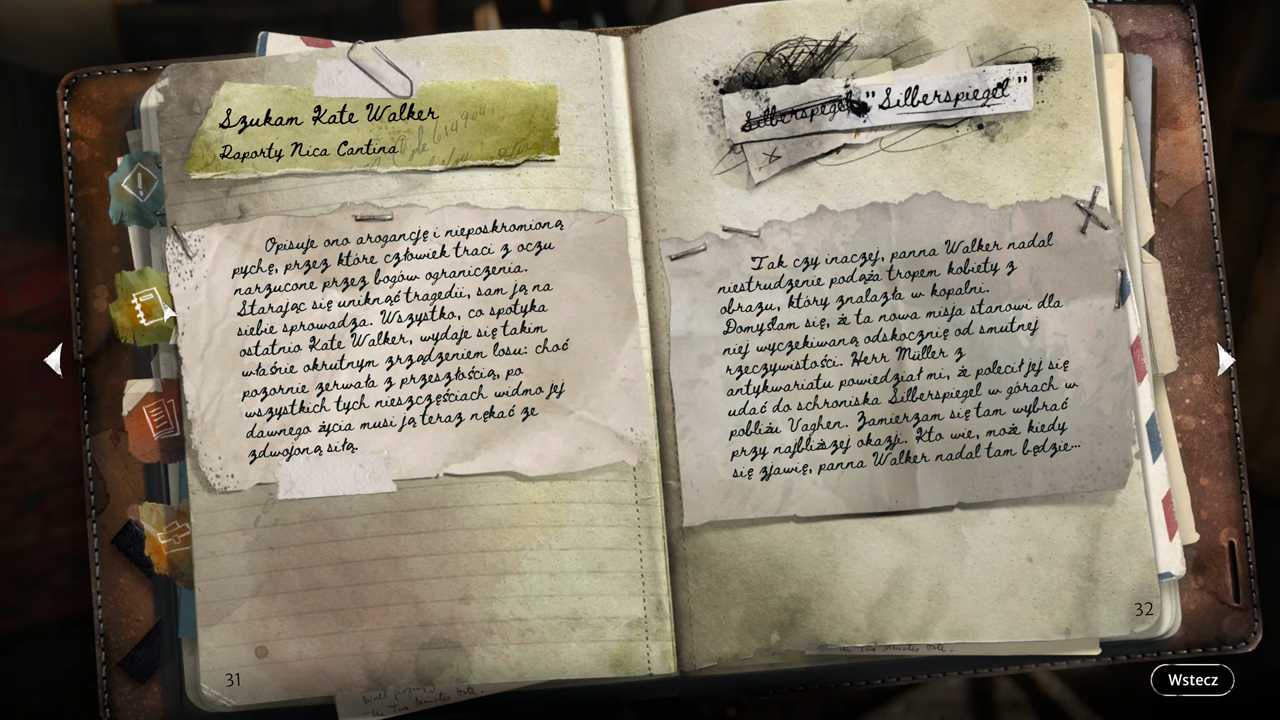 Szukam Kate Walker
Raporty Nica Cantina
Opisuje ono arogancję i nieposkromioną
pychę, przez które człowiek traci z oczu
narzucone przez bogów ograniczenia.
Starając się uniknąć tragedii, sam ją na
siebie sprowadza. Wszystko, co spotyka
ostatnio Kate Walker, wydaje się takim
właśnie okrutnym zrządzeniem losu: choć
pozornie zerwała z przeszłością, po
wszystkich tych nieszczęściach widmo jej
dawnego życia musi ją teraz nękać ze
zdwojoną siłą.
31
"Silberspiegel"
Tak czy inaczej, panna Walker nadal
niestrudzenie podąża tropem kobiety z
obrazu, który znalazła w kopalni.
Domyślam się, że ta nowa misja stanowi dla
niej wyczekiwaną odskocznię od smutnej
rzeczywistości. Herr Müller z
antykwariatu powiedział mi, że polecił jej się
udać do schroniska Silberspiegel w górach w
pobliżu Vaghen. Zamierzam się tam wybrać
przy najbliższej okazji. Kto wie, może kiedy
się zjawię, panna Walker nadal tam będzie...
32
Wstecz